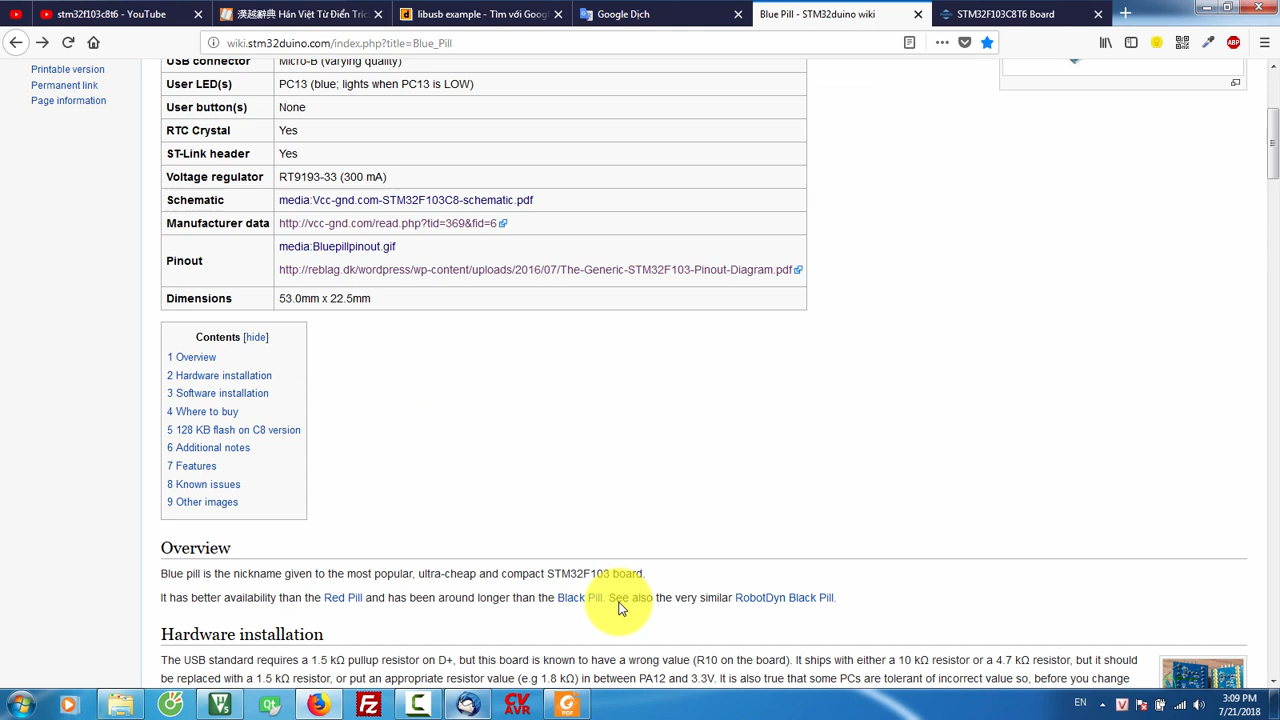 stm32f103c8t6 - YouTube
漢越辭典 Hán Việt Từ Điển Tríc
libusb example - Tìm với Goog
Google Dịch
Blue Pill - STM32duino wiki
STM32F103C8T6 Board
wiki.stm32duino.com/index.php?title=Blue_Pill
ABP
Printable version
Permanent link
Page information
USB connector Micro-B (varying quality)
User LED(s) PC13 (blue; lights when PC13 is LOW)
User button(s) None
RTC Crystal Yes
ST-Link header Yes
Voltage regulator RT9193-33 (300 mA)
Schematic media:Vcc-gnd.com-STM32F103C8-schematic.pdf
Manufacturer data http://vcc-gnd.com/read.php?tid=369&fid=6
Pinout media:Bluepillpinout.gif
http://reblag.dk/wordpress/wp-content/uploads/2016/07/The-Generic-STM32F103-Pinout-Diagram.pdf
Dimensions 53.0mm x 22.5mm
Contents [hide]
1 Overview
2 Hardware installation
3 Software installation
4 Where to buy
5 128 KB flash on C8 version
6 Additional notes
7 Features
8 Known issues
9 Other images
Overview
Blue pill is the nickname given to the most popular, ultra-cheap and compact STM32F103 board.
It has better availability than the Red Pill and has been around longer than the Black Pill. See also the very similar RobotDyn Black Pill.
Hardware installation
The USB standard requires a 1.5 kΩ pullup resistor on D+, but this board is known to have a wrong value (R10 on the board). It ships with either a 10 kΩ resistor or a 4.7 kΩ resistor, but it should
be replaced with a 1.5 kΩ resistor, or put an appropriate resistor value (e.g 1.8 kΩ) in between PA12 and 3.3V. It is also true that some PCs are tolerant of incorrect value so, before you change
Qt
CV
AVR
PDF
EN
3:09 PM
7/21/2018